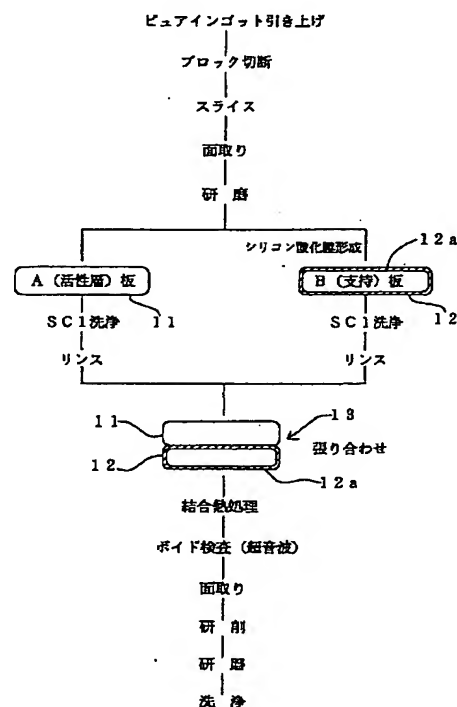 ピュアインゴット引き上げ
ブロック切断
スライス
面取り
研磨
シリコン酸化膜形成
12a
A(活性層)板
B(支持)板
11
12
SC1洗浄
SC1洗浄
リンス
リンス
11
13
張り合わせ
12
12a
結合熱処理
ボイド検査(超音波)
面取り
研削
研磨
洗浄